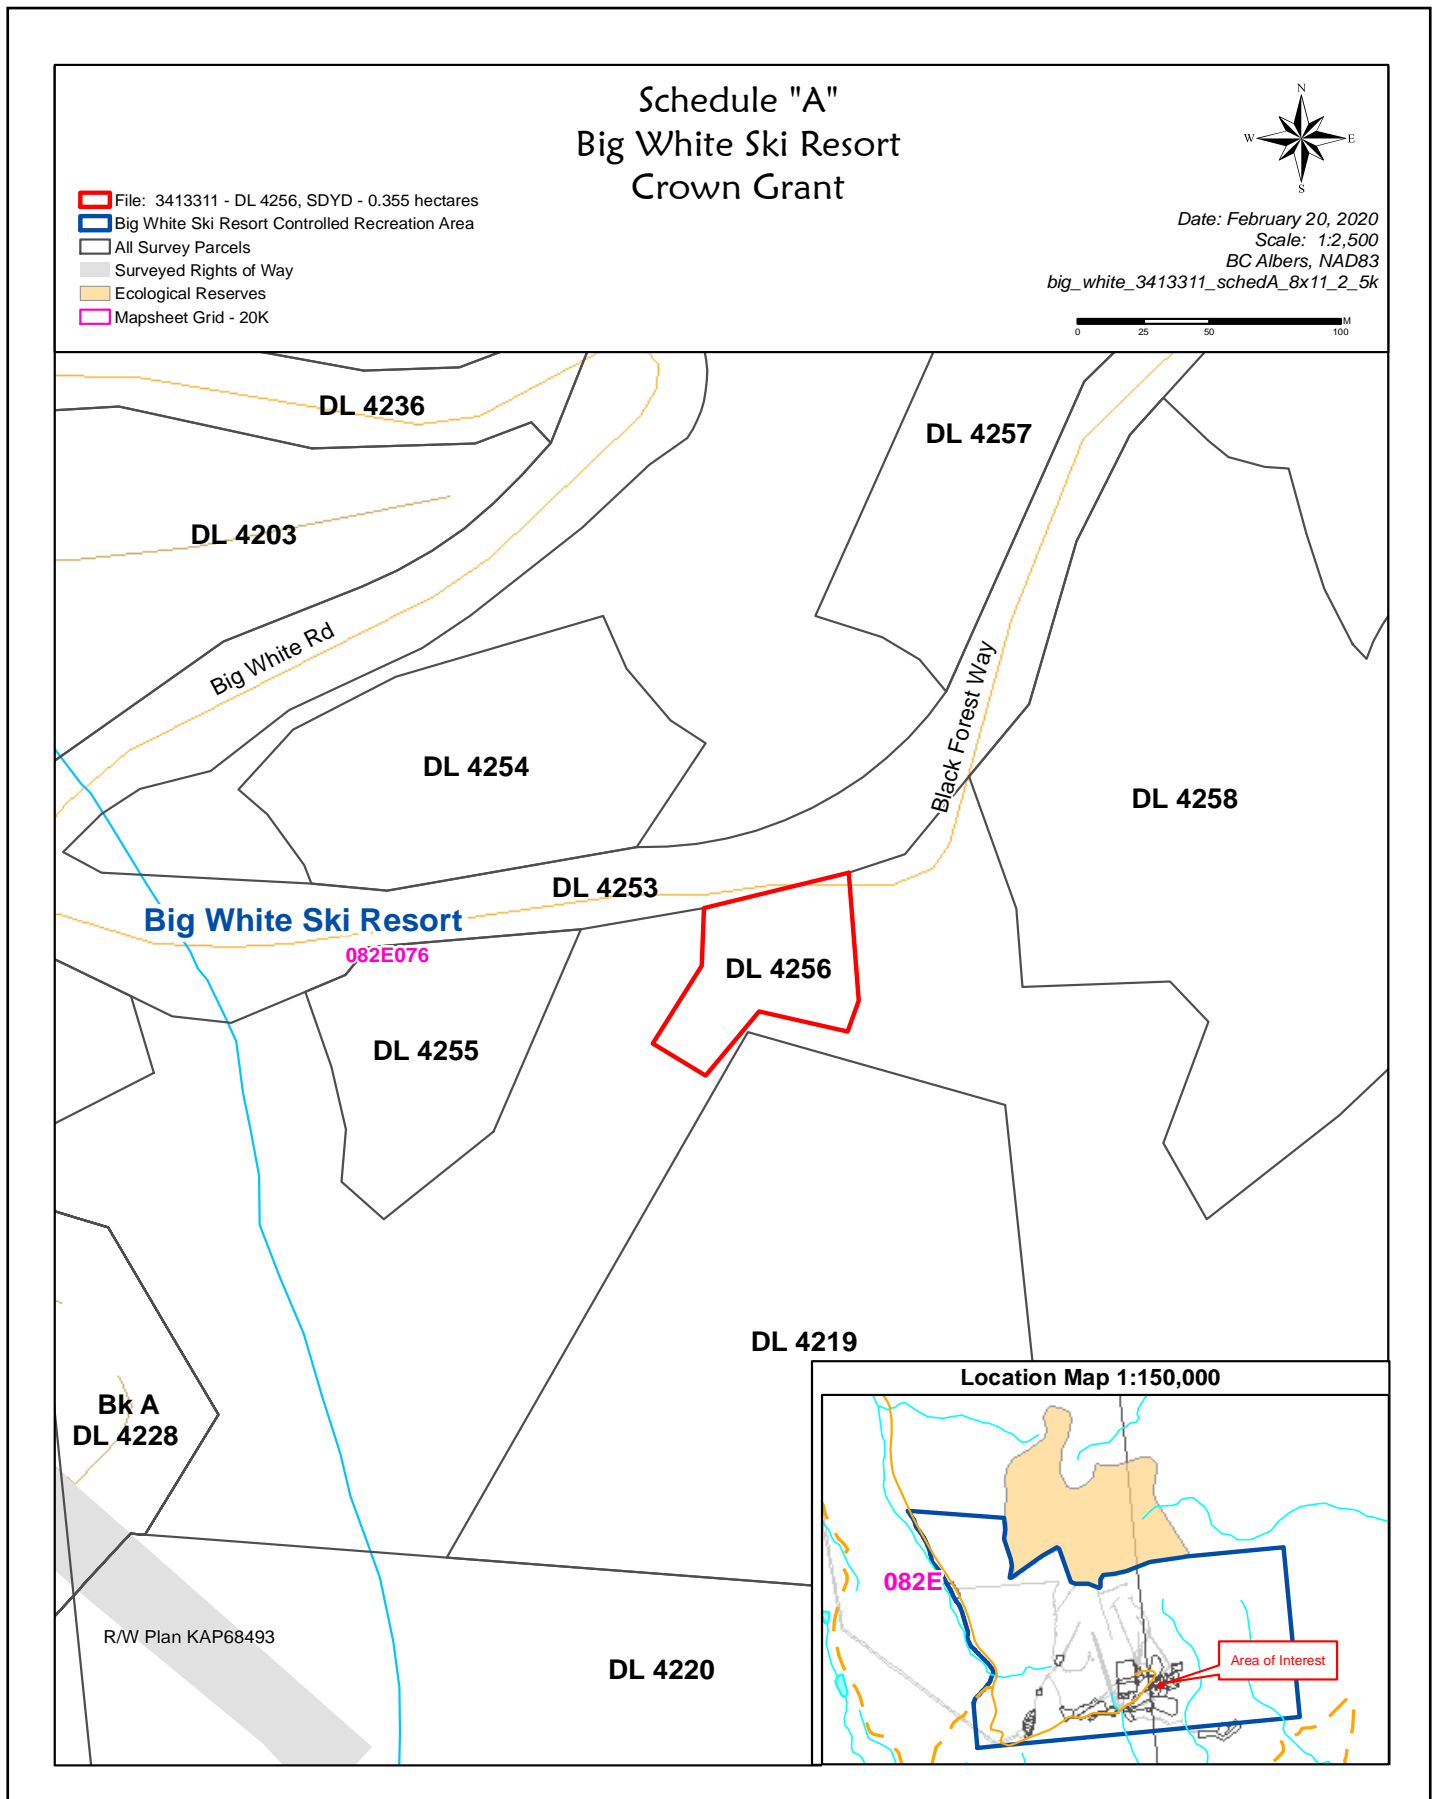 Schedule "A"
Big White Ski Resort
Crown Grant
N
W
E
S
File: 3413311 - DL 4256, SDYD - 0.355 hectares
Big White Ski Resort Controlled Recreation Area
All Survey Parcels
Surveyed Rights of Way
Ecological Reserves
Mapsheet Grid - 20K
Date: February 20, 2020
Scale: 1:2,500
BC Albers, NAD83
big_white_3413311_schedA_8x11_2_5k
M
0 25 50 100
DL 4236
DL 4257
DL 4203
Big White Rd
Black Forest Way
DL 4254
DL 4258
DL 4253
Big White Ski Resort
082E076
DL 4256
DL 4255
DL 4219
Bk A
DL 4228
R/W Plan KAP68493
DL 4220
Location Map 1:150,000
082E
Area of Interest